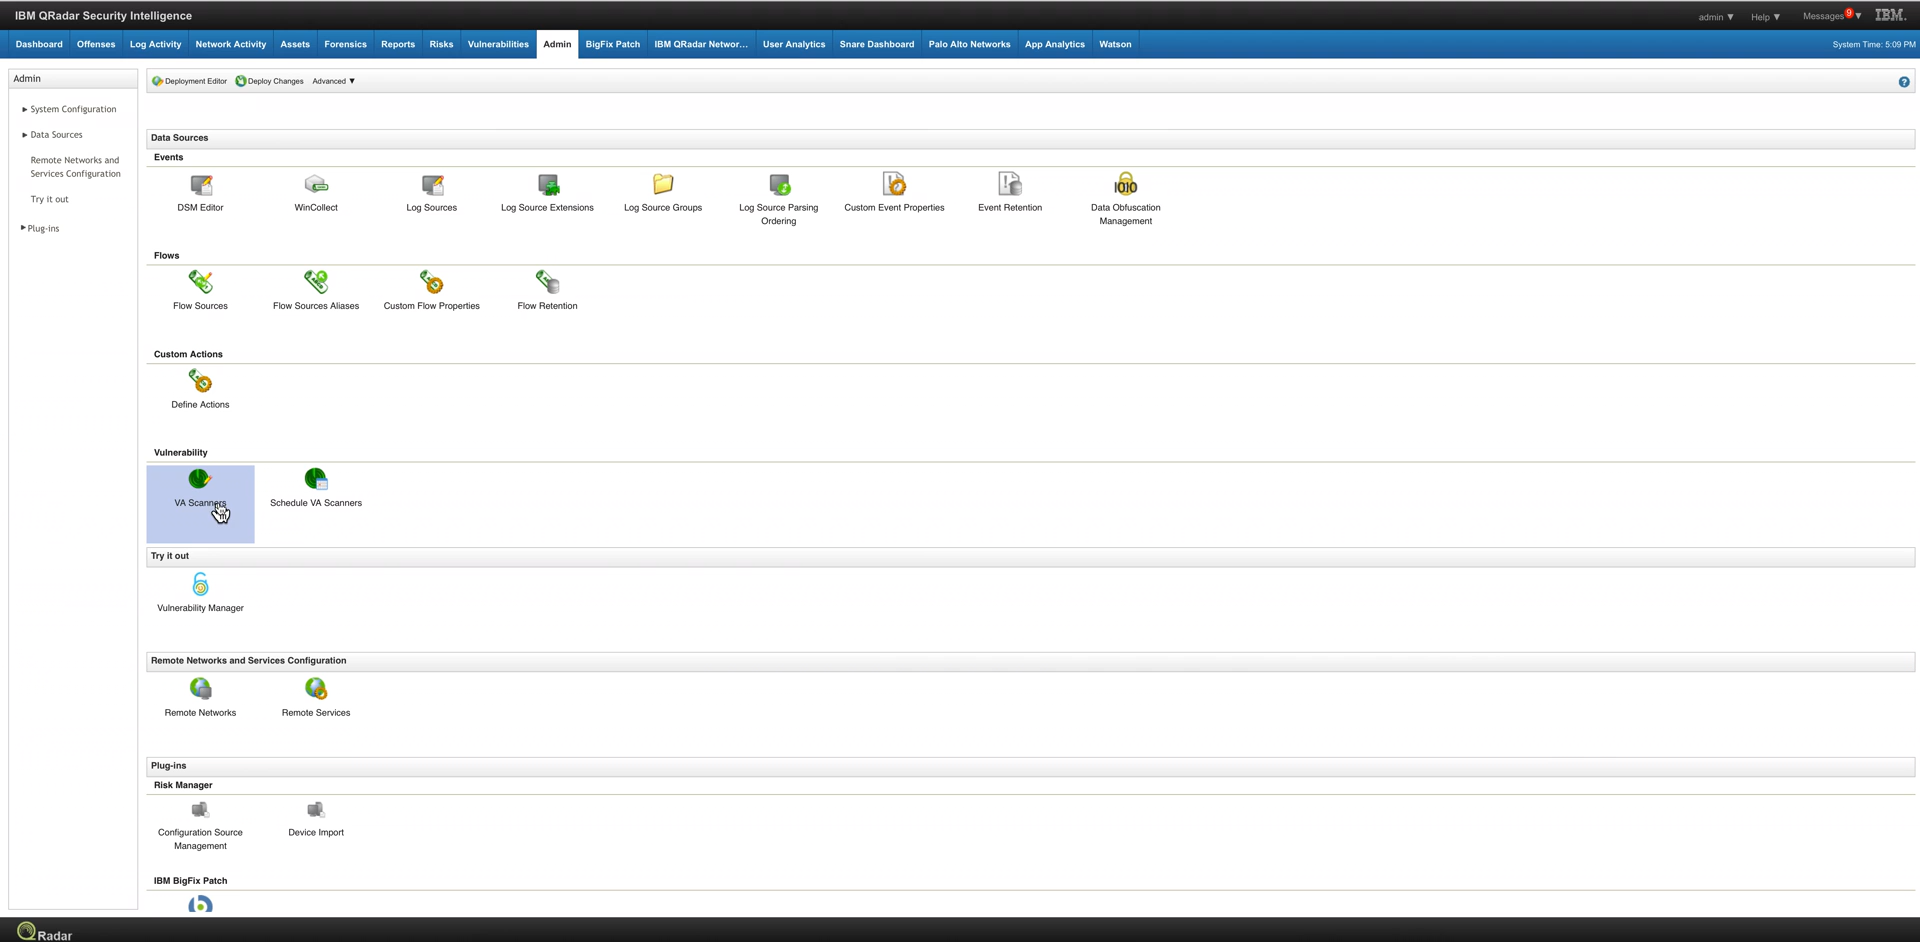 IBM QRadar Security Intelligence
admin ▼ Help ▼ Messages 9 ▼ IBM.
Dashboard Offenses Log Activity Network Activity Assets Forensics Reports Risks Vulnerabilities Admin BigFix Patch IBM QRadar Networ... User Analytics Snare Dashboard Palo Alto Networks App Analytics Watson System Time: 5:09 PM
Admin
System Configuration
Data Sources
Remote Networks and
Services Configuration
Try it out
Plug-ins
Deployment Editor Deploy Changes Advanced ▼ ?
Data Sources
Events
DSM Editor
WinCollect
Log Sources
Log Source Extensions
Log Source Groups
Log Source Parsing
Ordering
Custom Event Properties
Event Retention
1010
Data Obfuscation
Management
Flows
Flow Sources
Flow Sources Aliases
Custom Flow Properties
Flow Retention
Custom Actions
Define Actions
Vulnerability
VA Scanners
Schedule VA Scanners
Try it out
Vulnerability Manager
Remote Networks and Services Configuration
Remote Networks
Remote Services
Plug-ins
Risk Manager
Configuration Source
Management
Device Import
IBM BigFix Patch
QRadar